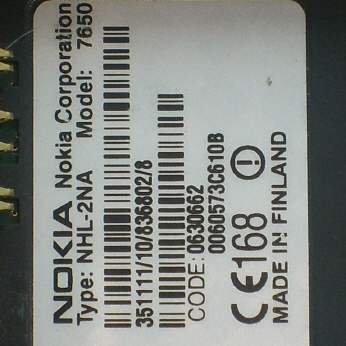 NOKIA Nokia Corporation
Type: NHL-2NA Model: 7650
351111/10/836802/8
CODE: 0630662
0060573C610B
CE168
MADE IN FINLAND